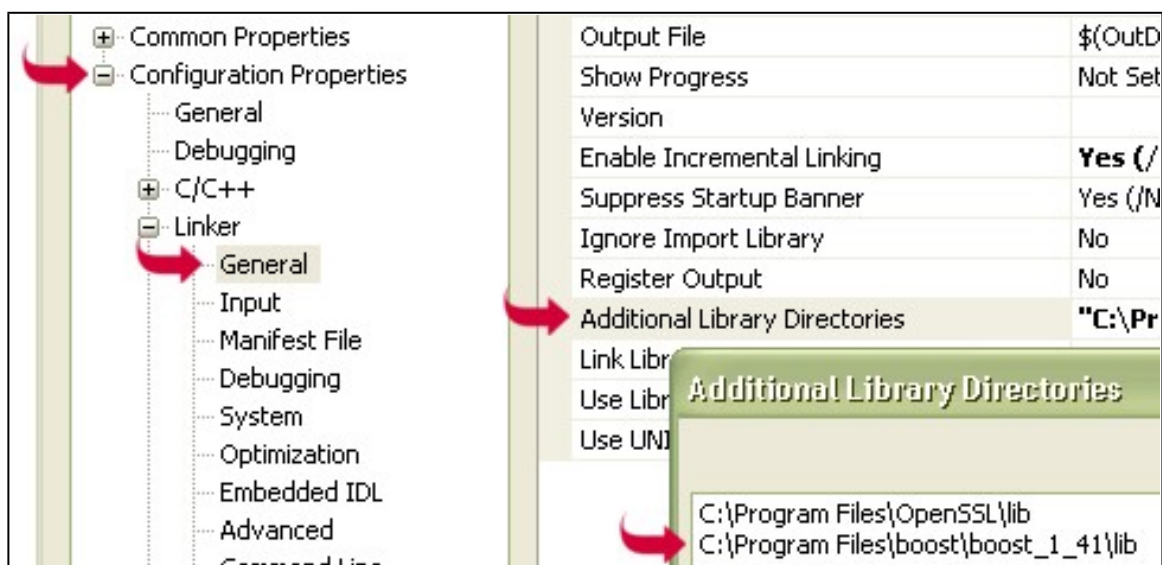 Common Properties
Configuration Properties
General
Debugging
C/C++
Linker
General
Input
Manifest File
Debugging
System
Optimization
Embedded IDL
Advanced
Command Line
Output File $(OutD
Show Progress Not Set
Version
Enable Incremental Linking Yes (/
Suppress Startup Banner Yes (/N
Ignore Import Library No
Register Output No
Additional Library Directories "C:\Pr
Link Libr
Use Libr
Use UNI
Additional Library Directories
C:\Program Files\OpenSSL\lib
C:\Program Files\boost\boost_1_41\lib